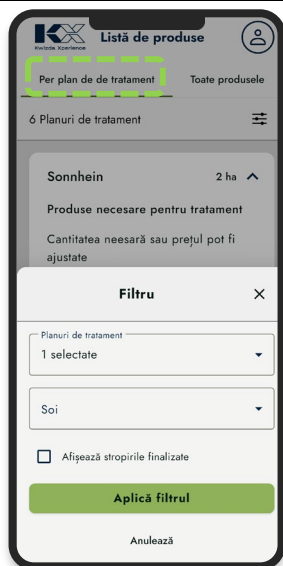 KX
Kwizda Xperience
Listă de produse
Per plan de de tratament
Toate produsele
6 Planuri de tratament
Sonnhein
2 ha
Produse necesare pentru tratament
Cantitatea neesară sau prețul pot fi
ajustate
Filtru
Planuri de tratament
1 selectate
Soi
Afișează stropirile finalizate
Aplică filtrul
Anulează